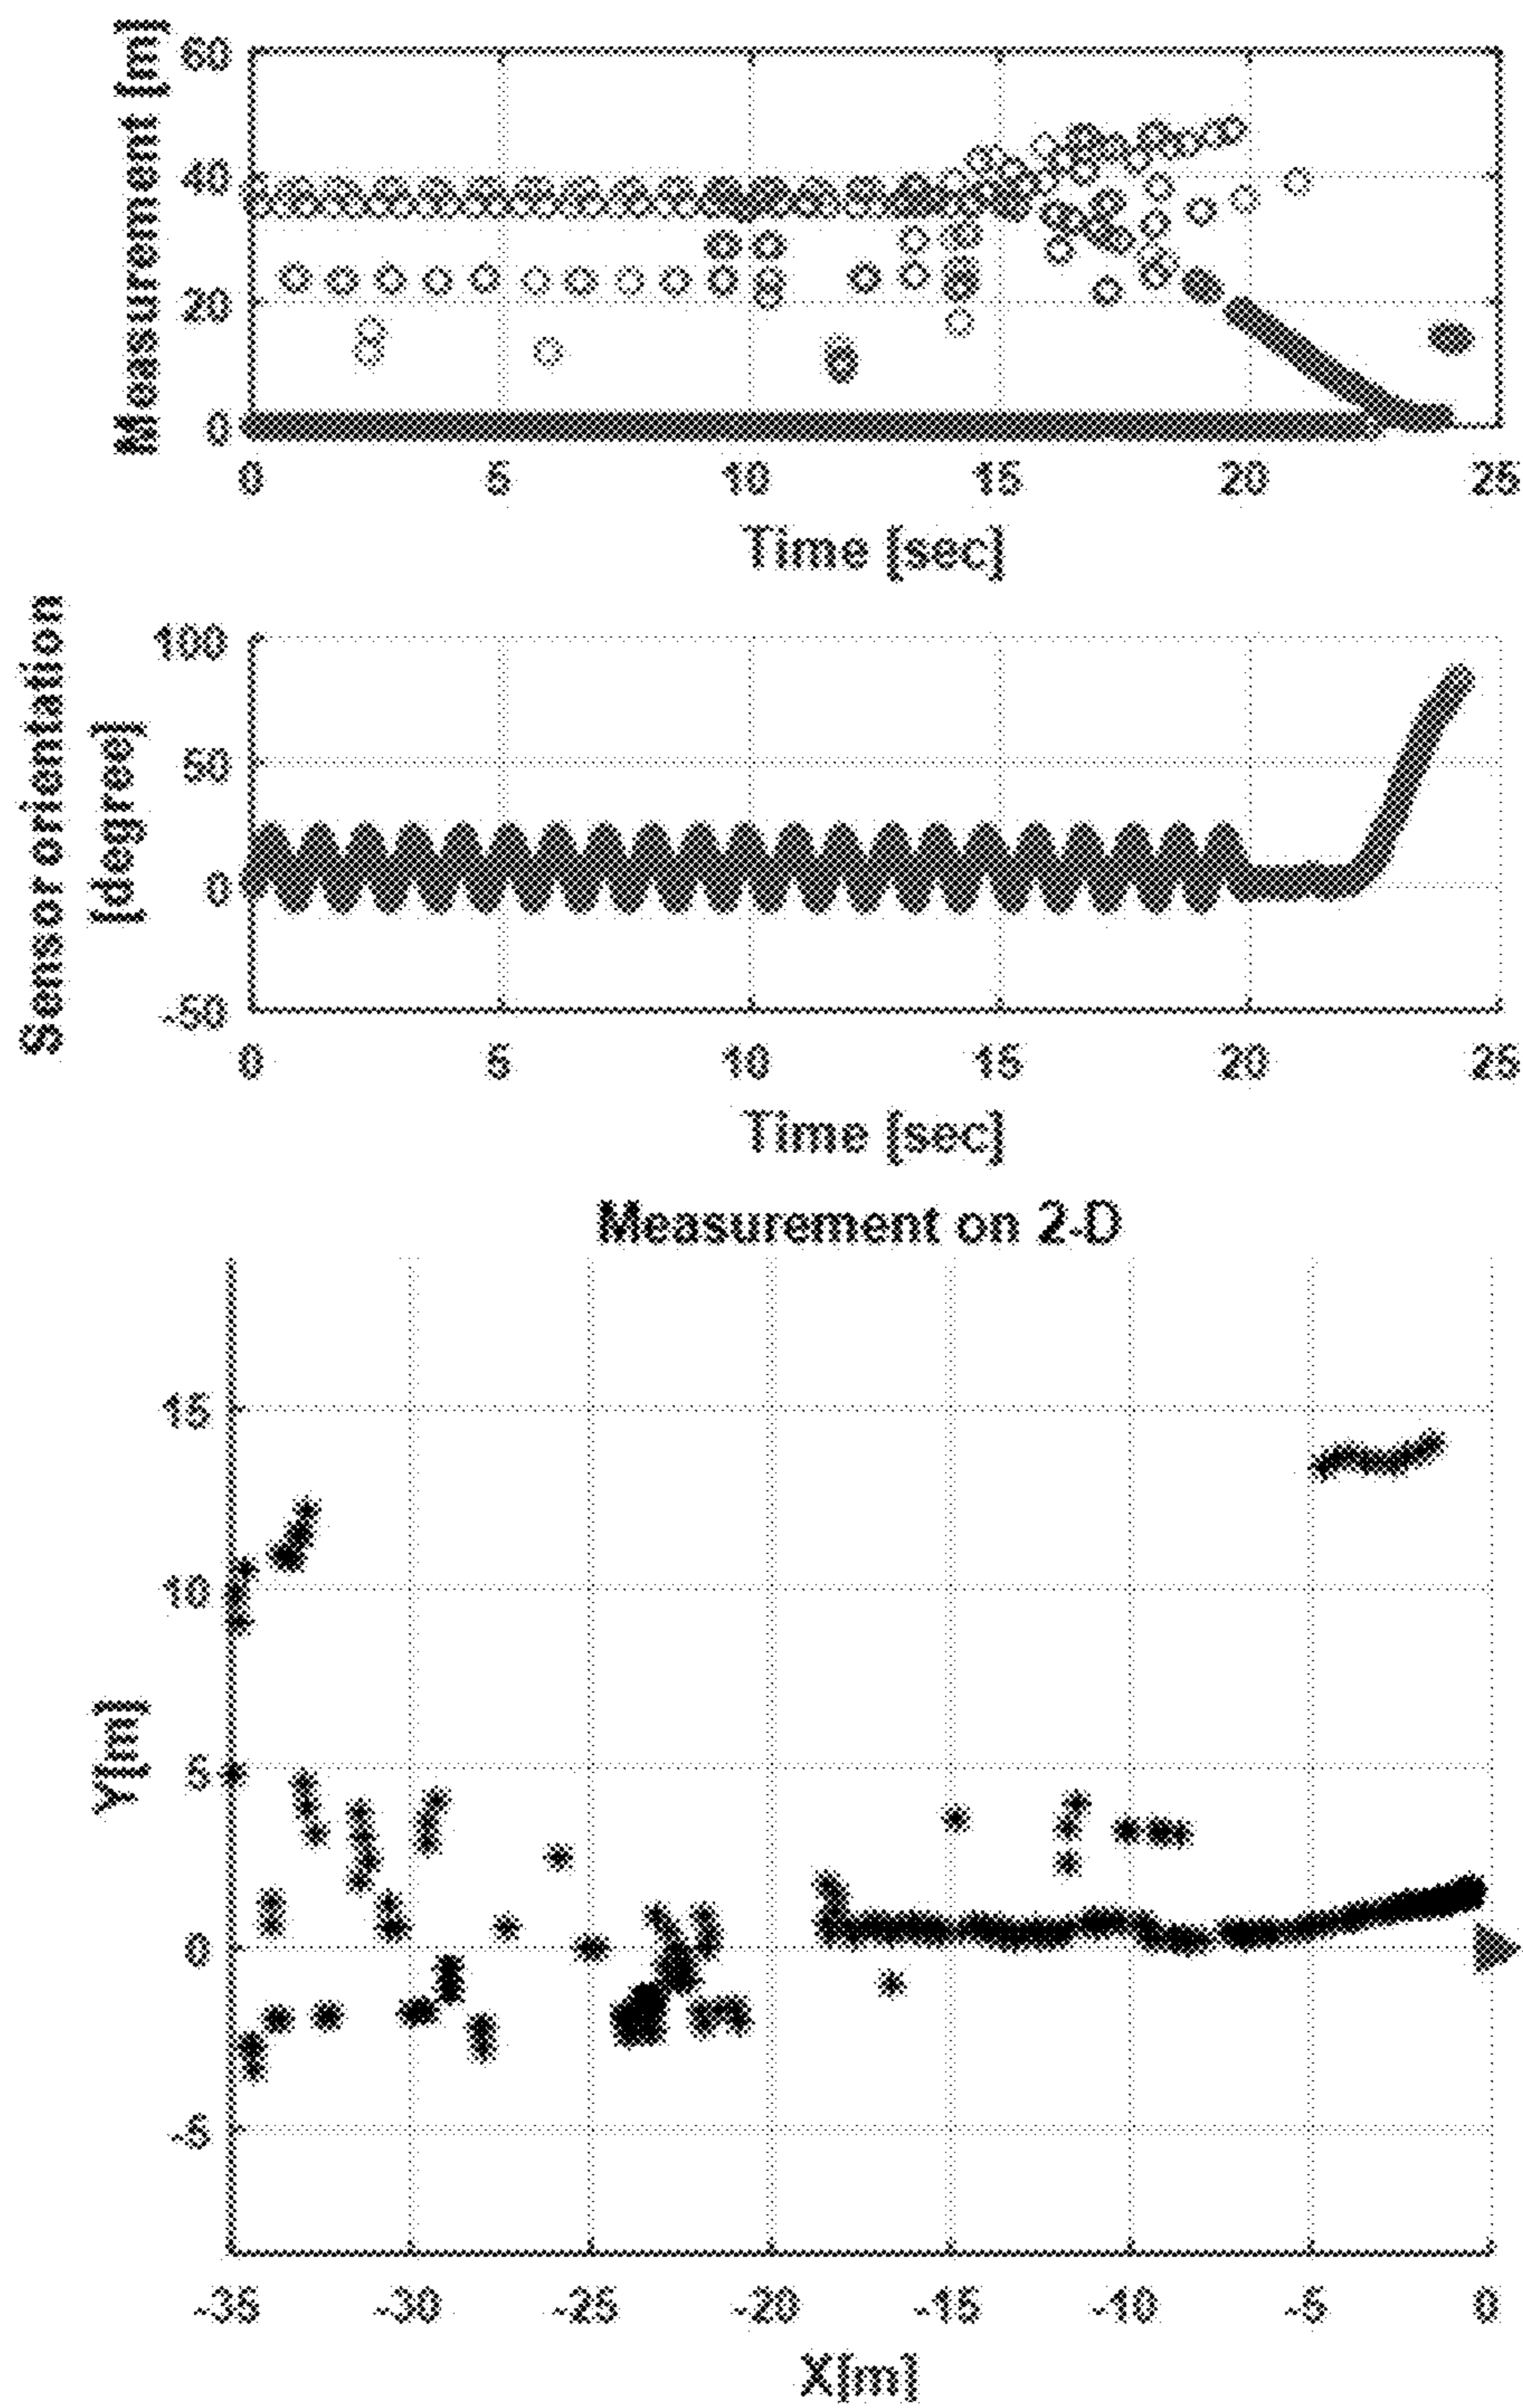 Measurement [m]
60
40
20
0
0 5 10 15 20 25
Time [sec]
Sensor orientation
[degree]
100
50
0
-50
0 5 10 15 20 25
Time [sec]
Measurement on 2-D
Y[m]
15
10
5
0
-5
-35 -30 -25 -20 -15 -10 -5 0
X[m]